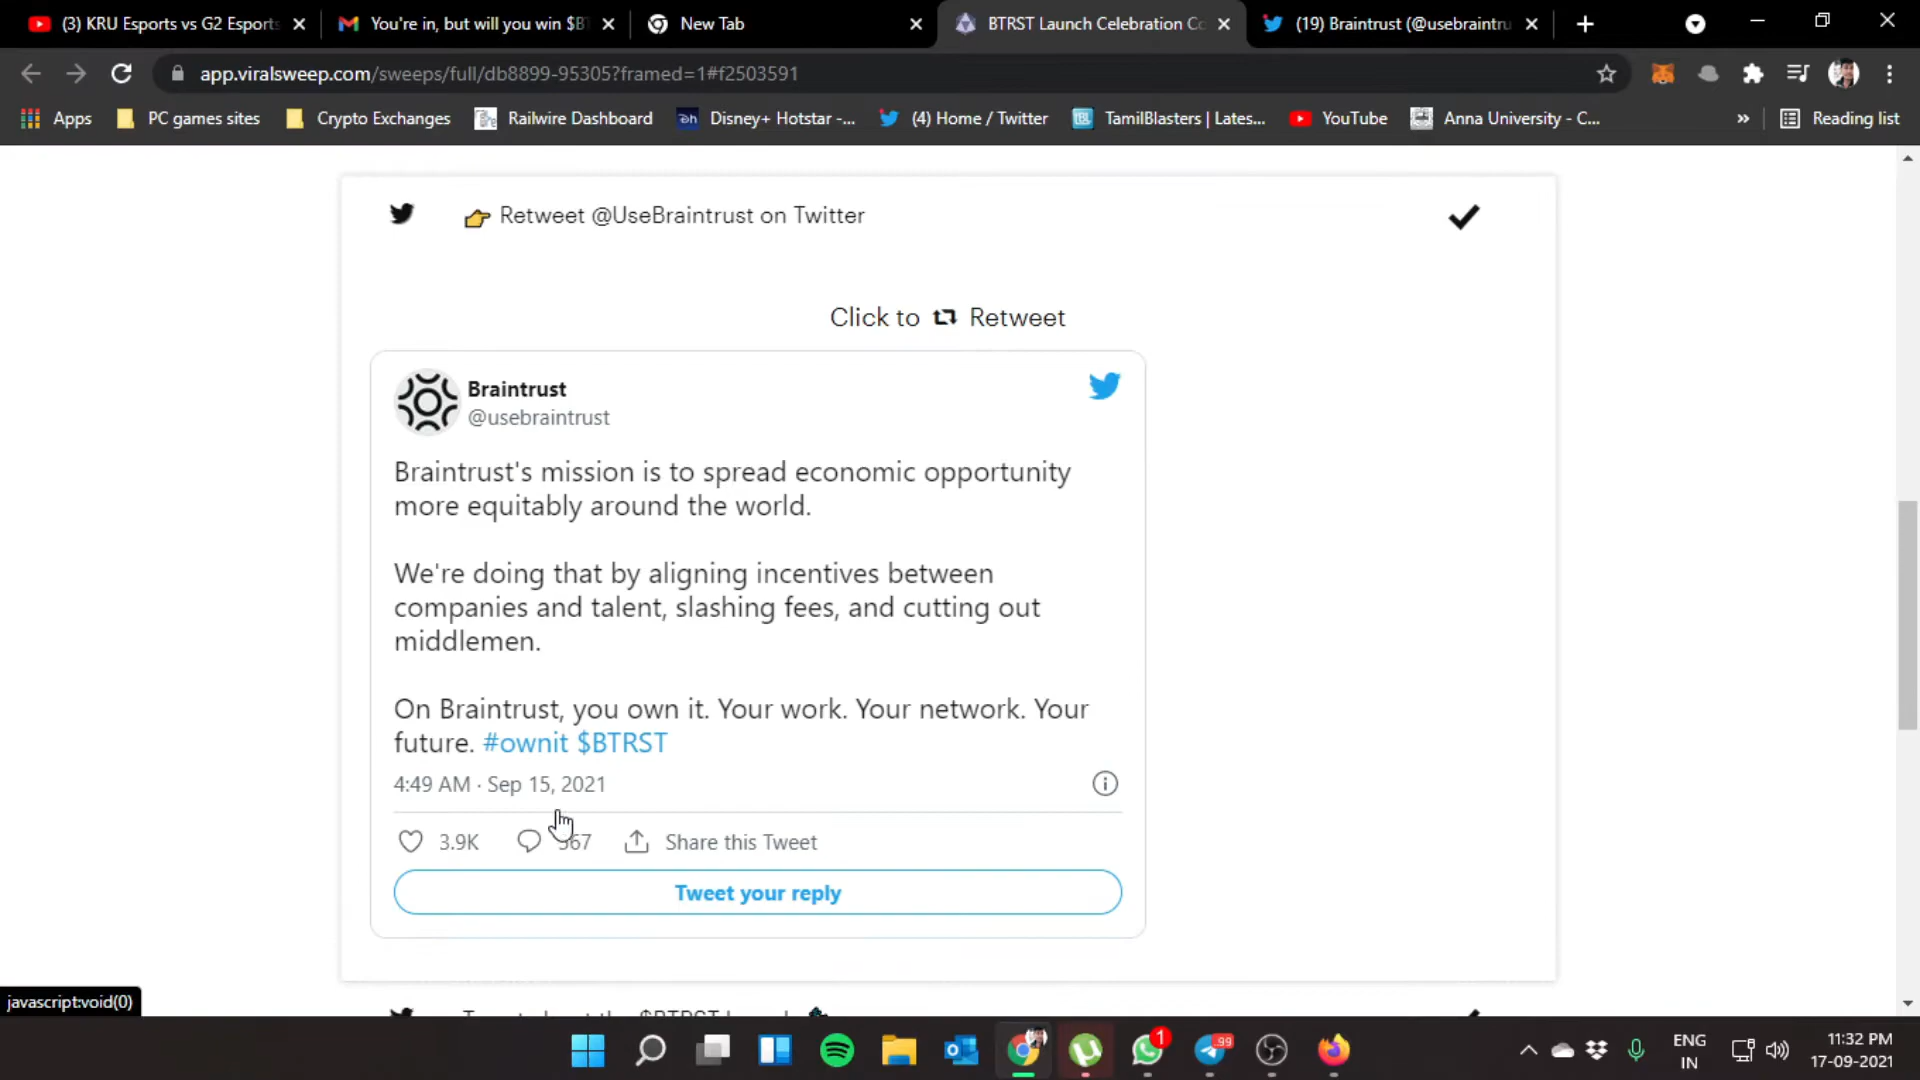 (3) KRU Esports vs G2 Esports
You're in, but will you win $B
New Tab
BTRST Launch Celebration Co
(19) Braintrust (@usebraintru
app.viralsweep.com/sweeps/full/db8899-95305?framed=1#f2503591
Apps
PC games sites
Crypto Exchanges
Railwire Dashboard
Disney+ Hotstar -...
(4) Home / Twitter
TamilBlasters | Lates...
YouTube
Anna University - C...
»
Reading list
👉 Retweet @UseBraintrust on Twitter
Click to Retweet
Braintrust
@usebraintrust
Braintrust's mission is to spread economic opportunity
more equitably around the world.
We're doing that by aligning incentives between
companies and talent, slashing fees, and cutting out
middlemen.
On Braintrust, you own it. Your work. Your network. Your
future. #ownit $BTRST
4:49 AM · Sep 15, 2021
3.9K
567
Share this Tweet
Tweet your reply
javascript:void(0)
1
99
ENG
IN
11:32 PM
17-09-2021